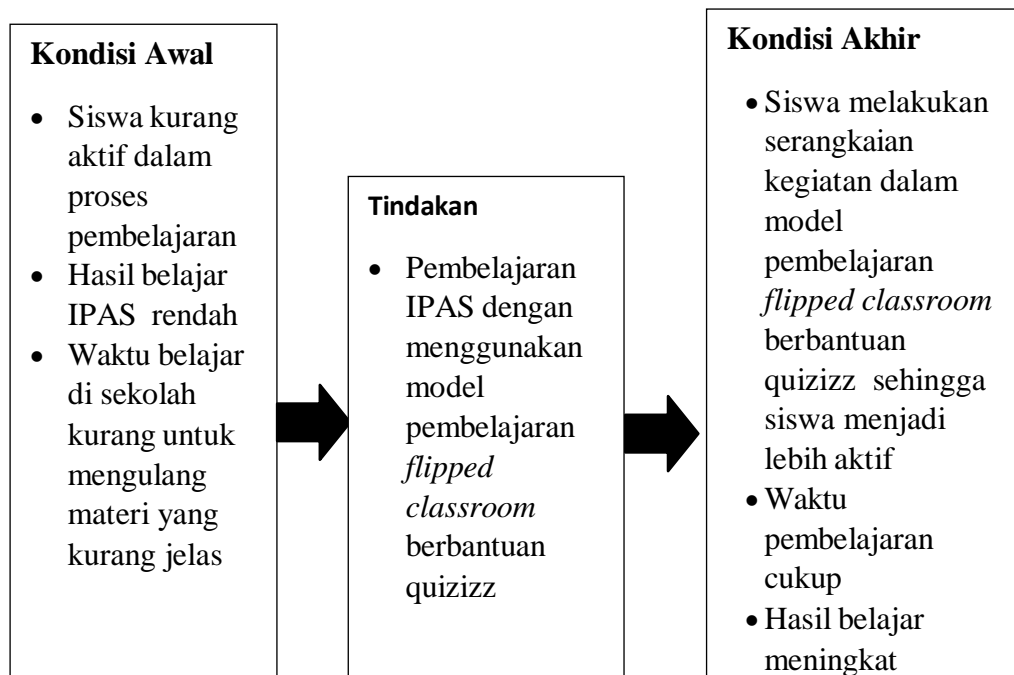 Kondisi Awal
• Siswa kurang
aktif dalam
proses
pembelajaran
• Hasil belajar
IPAS rendah
• Waktu belajar
di sekolah
kurang untuk
mengulang
materi yang
kurang jelas
Tindakan
• Pembelajaran
IPAS dengan
menggunakan
model
pembelajaran
flipped
classroom
berbantuan
quizizz
Kondisi Akhir
• Siswa melakukan
serangkaian
kegiatan dalam
model
pembelajaran
flipped classroom
berbantuan
quizizz sehingga
siswa menjadi
lebih aktif
• Waktu
pembelajaran
cukup
• Hasil belajar
meningkat